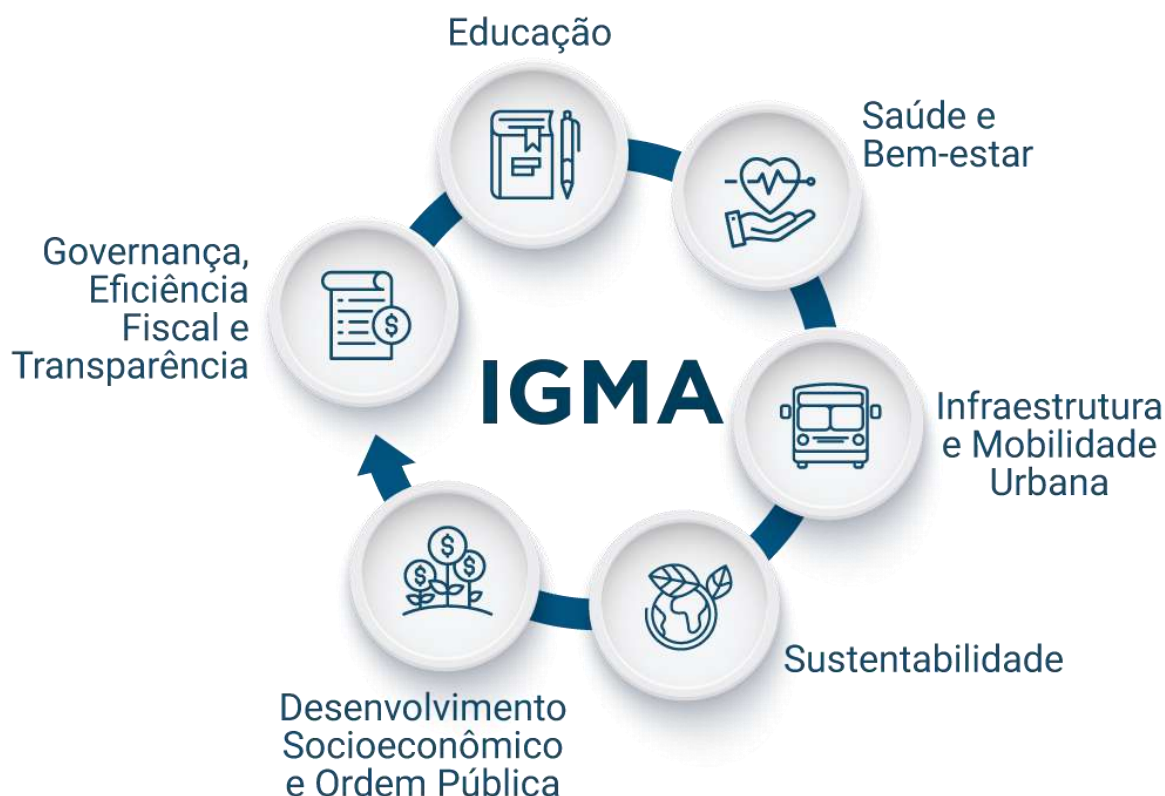 Educação
Saúde e
Bem-estar
Governança,
Eficiência
Fiscal e
Transparência
IGMA
Infraestrutura
e Mobilidade
Urbana
Sustentabilidade
Desenvolvimento
Socioeconômico
e Ordem Pública